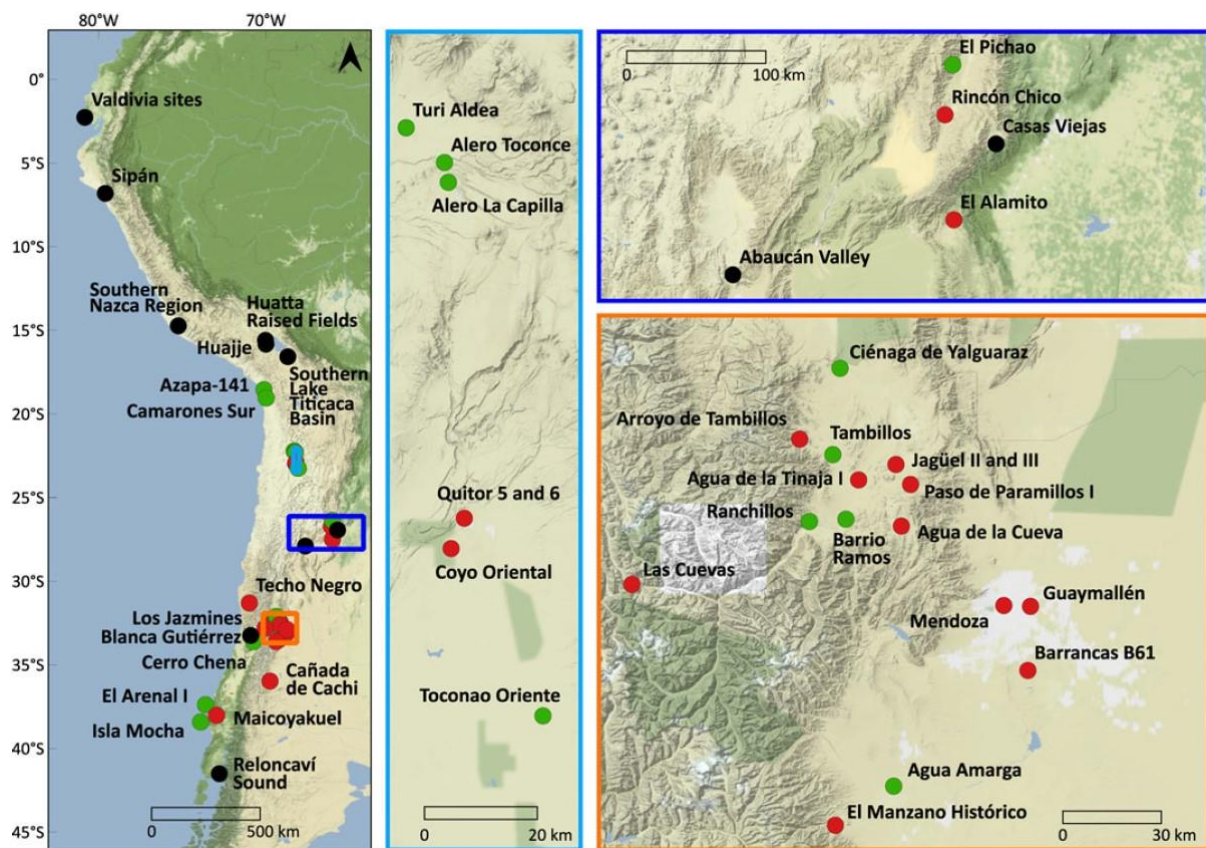 80°W
70°W
0°
5°S
10°S
15°S
20°S
25°S
30°S
35°S
40°S
45°S
Valdivia sites
Sipán
Southern
Nazca Region
Huatta
Raised Fields
Huajje
Azapa-141
Camarones Sur
Southern
Lake
Titicaca
Basin
Techo Negro
Los Jazmines
Blanca Gutiérrez
Cerro Chena
Cañada
de Cachi
El Arenal I
Maicoyakuel
Isla Mocha
Reloncaví
Sound
0
500 km
Turi Aldea
Alero Toconce
Alero La Capilla
Quitor 5 and 6
Coyo Oriental
Toconao Oriente
0
20 km
0
100 km
El Pichao
Rincón Chico
Casas Viejas
El Alamito
Abaucán Valley
Ciénaga de Yalguaraz
Arroyo de Tambillos
Tambillos
Jagüel II and III
Agua de la Tinaja I
Paso de Paramillos I
Ranchillos
Barrio
Ramos
Agua de la Cueva
Las Cuevas
Guaymallén
Mendoza
Barrancas B61
Agua Amarga
El Manzano Histórico
0
30 km